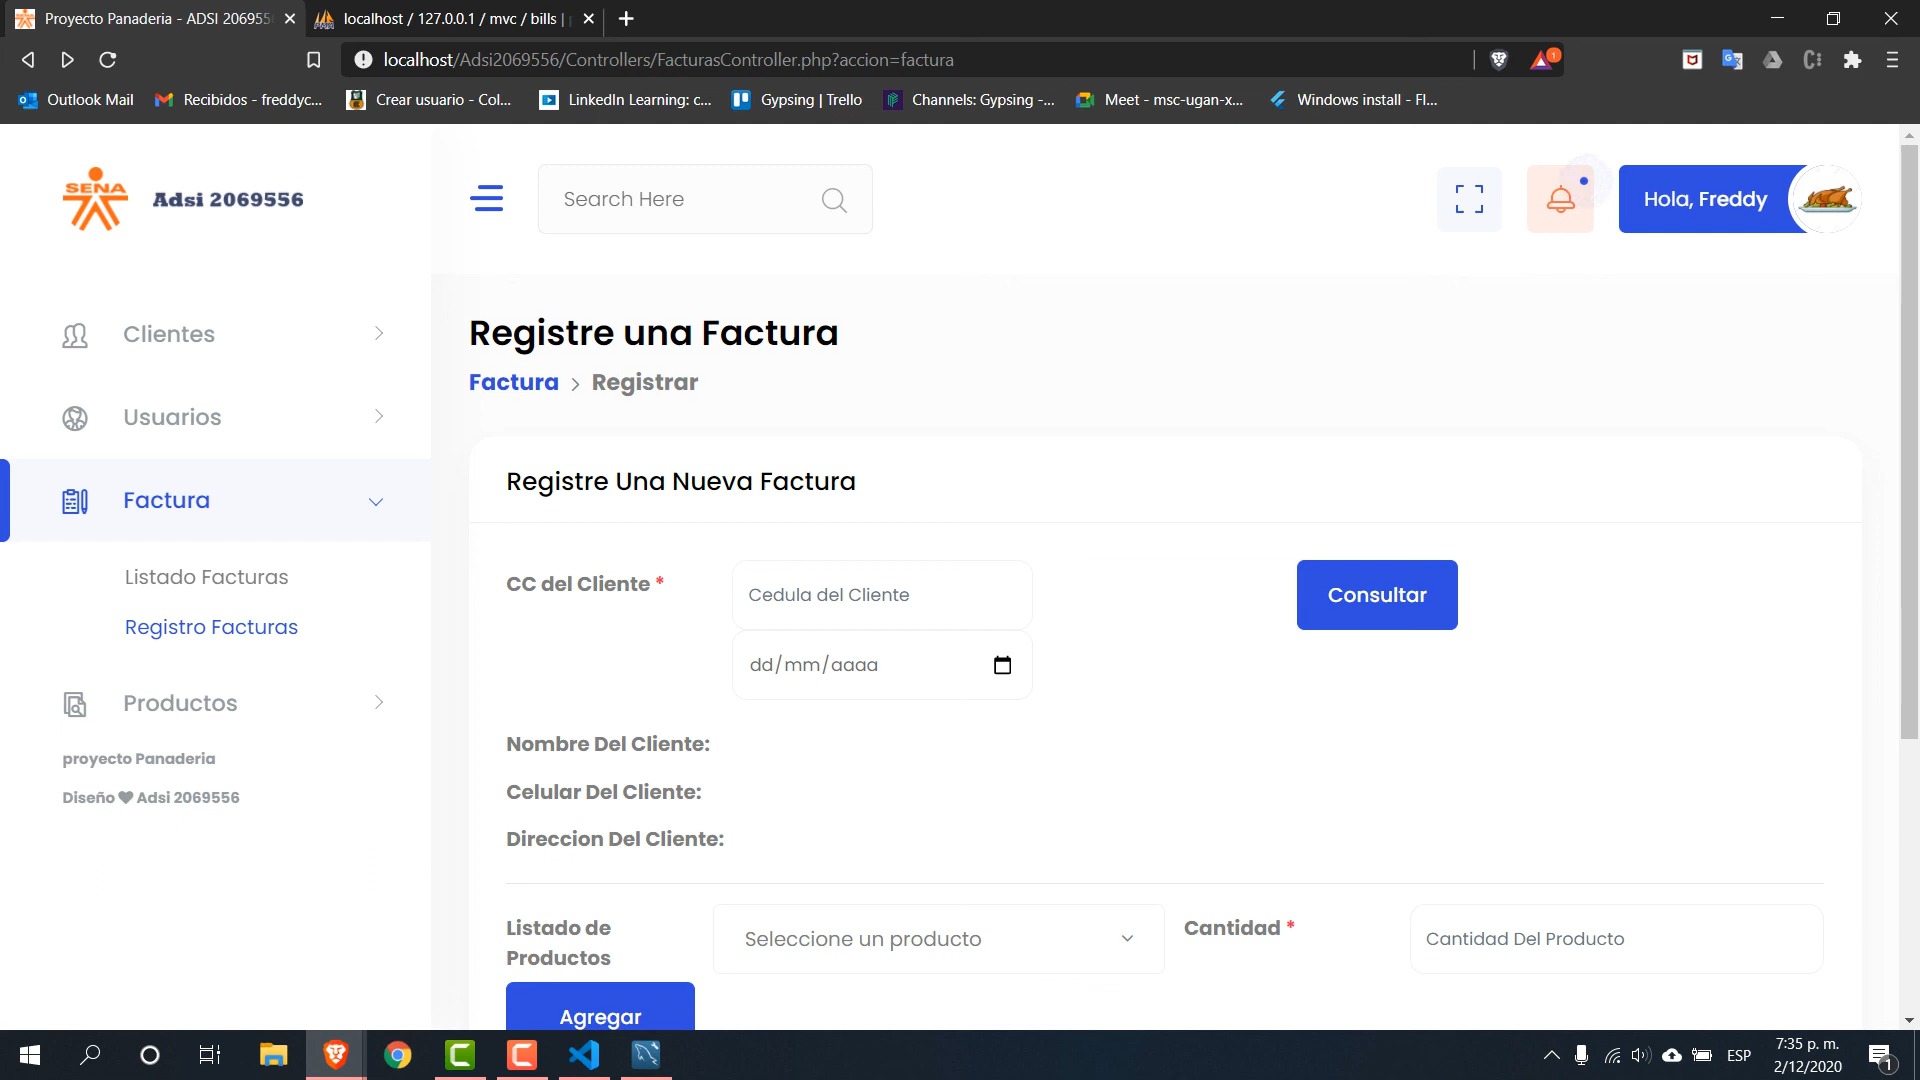 Proyecto Panaderia - ADSI 206955
localhost / 127.0.0.1 / mvc / bills |
localhost/Adsi2069556/Controllers/FacturasController.php?accion=factura
1
Outlook Mail
Recibidos - freddyc...
Crear usuario - Col...
LinkedIn Learning: c...
Gypsing | Trello
Channels: Gypsing -...
Meet - msc-ugan-x...
Windows install - Fl...
SENA
Adsi 2069556
Search Here
Hola, Freddy
Clientes
Usuarios
Factura
Listado Facturas
Registro Facturas
Productos
proyecto Panaderia
Diseño ♥ Adsi 2069556
Registre una Factura
Factura > Registrar
Registre Una Nueva Factura
CC del Cliente *
Cedula del Cliente
Consultar
dd/mm/aaaa
Nombre Del Cliente:
Celular Del Cliente:
Direccion Del Cliente:
Listado de
Productos
Seleccione un producto
Cantidad *
Cantidad Del Producto
Agregar
ESP
7:35 p. m.
2/12/2020
1